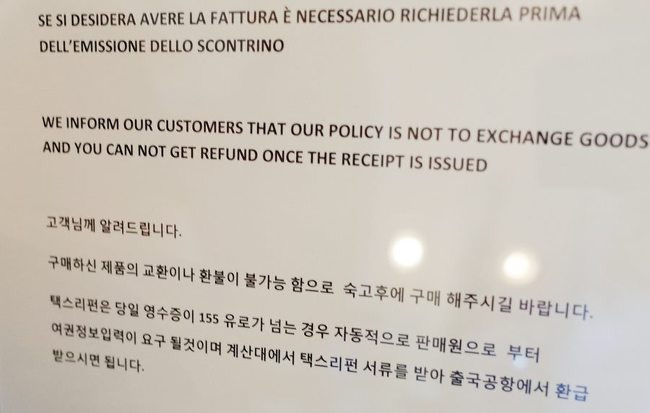 SE SI DESIDERA AVERE LA FATTURA È NECESSARIO RICHIEDERLA PRIMA
DELL'EMISSIONE DELLO SCONTRINO
WE INFORM OUR CUSTOMERS THAT OUR POLICY IS NOT TO EXCHANGE GOODS
AND YOU CAN NOT GET REFUND ONCE THE RECEIPT IS ISSUED
고객님께 알려드립니다.
구매하신 제품의 교환이나 환불이 불가능 함으로 숙고후에 구매 해주시길 바랍니다.
택스리펀은 당일 영수증이 155 유로가 넘는 경우 자동적으로 판매원으로 부터
여권정보입력이 요구 될것이며 계산대에서 택스리펀 서류를 받아 출국공항에서 환급
받으시면 됩니다.